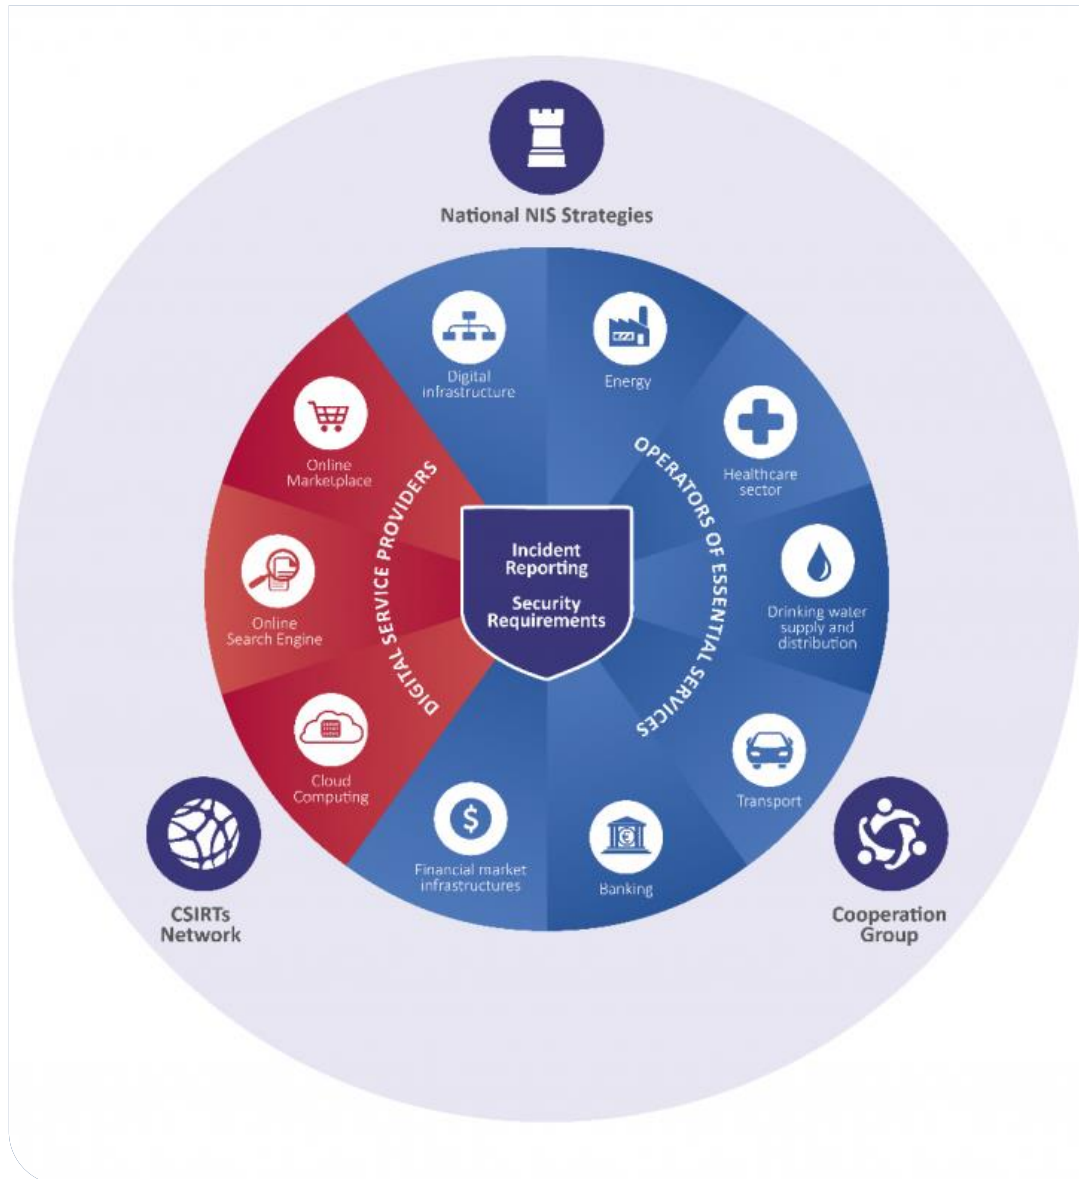 National NIS Strategies
Digital
infrastructure
Energy
Online
Marketplace
Healthcare
sector
DIGITAL SERVICE PROVIDERS
OPERATORS OF ESSENTIAL SERVICES
Incident
Reporting
Security
Requirements
Online
Search Engine
Drinking water
supply and
distribution
Cloud
Computing
Transport
$
Financial market
infrastructures
€
Banking
CSIRTs
Network
Cooperation
Group